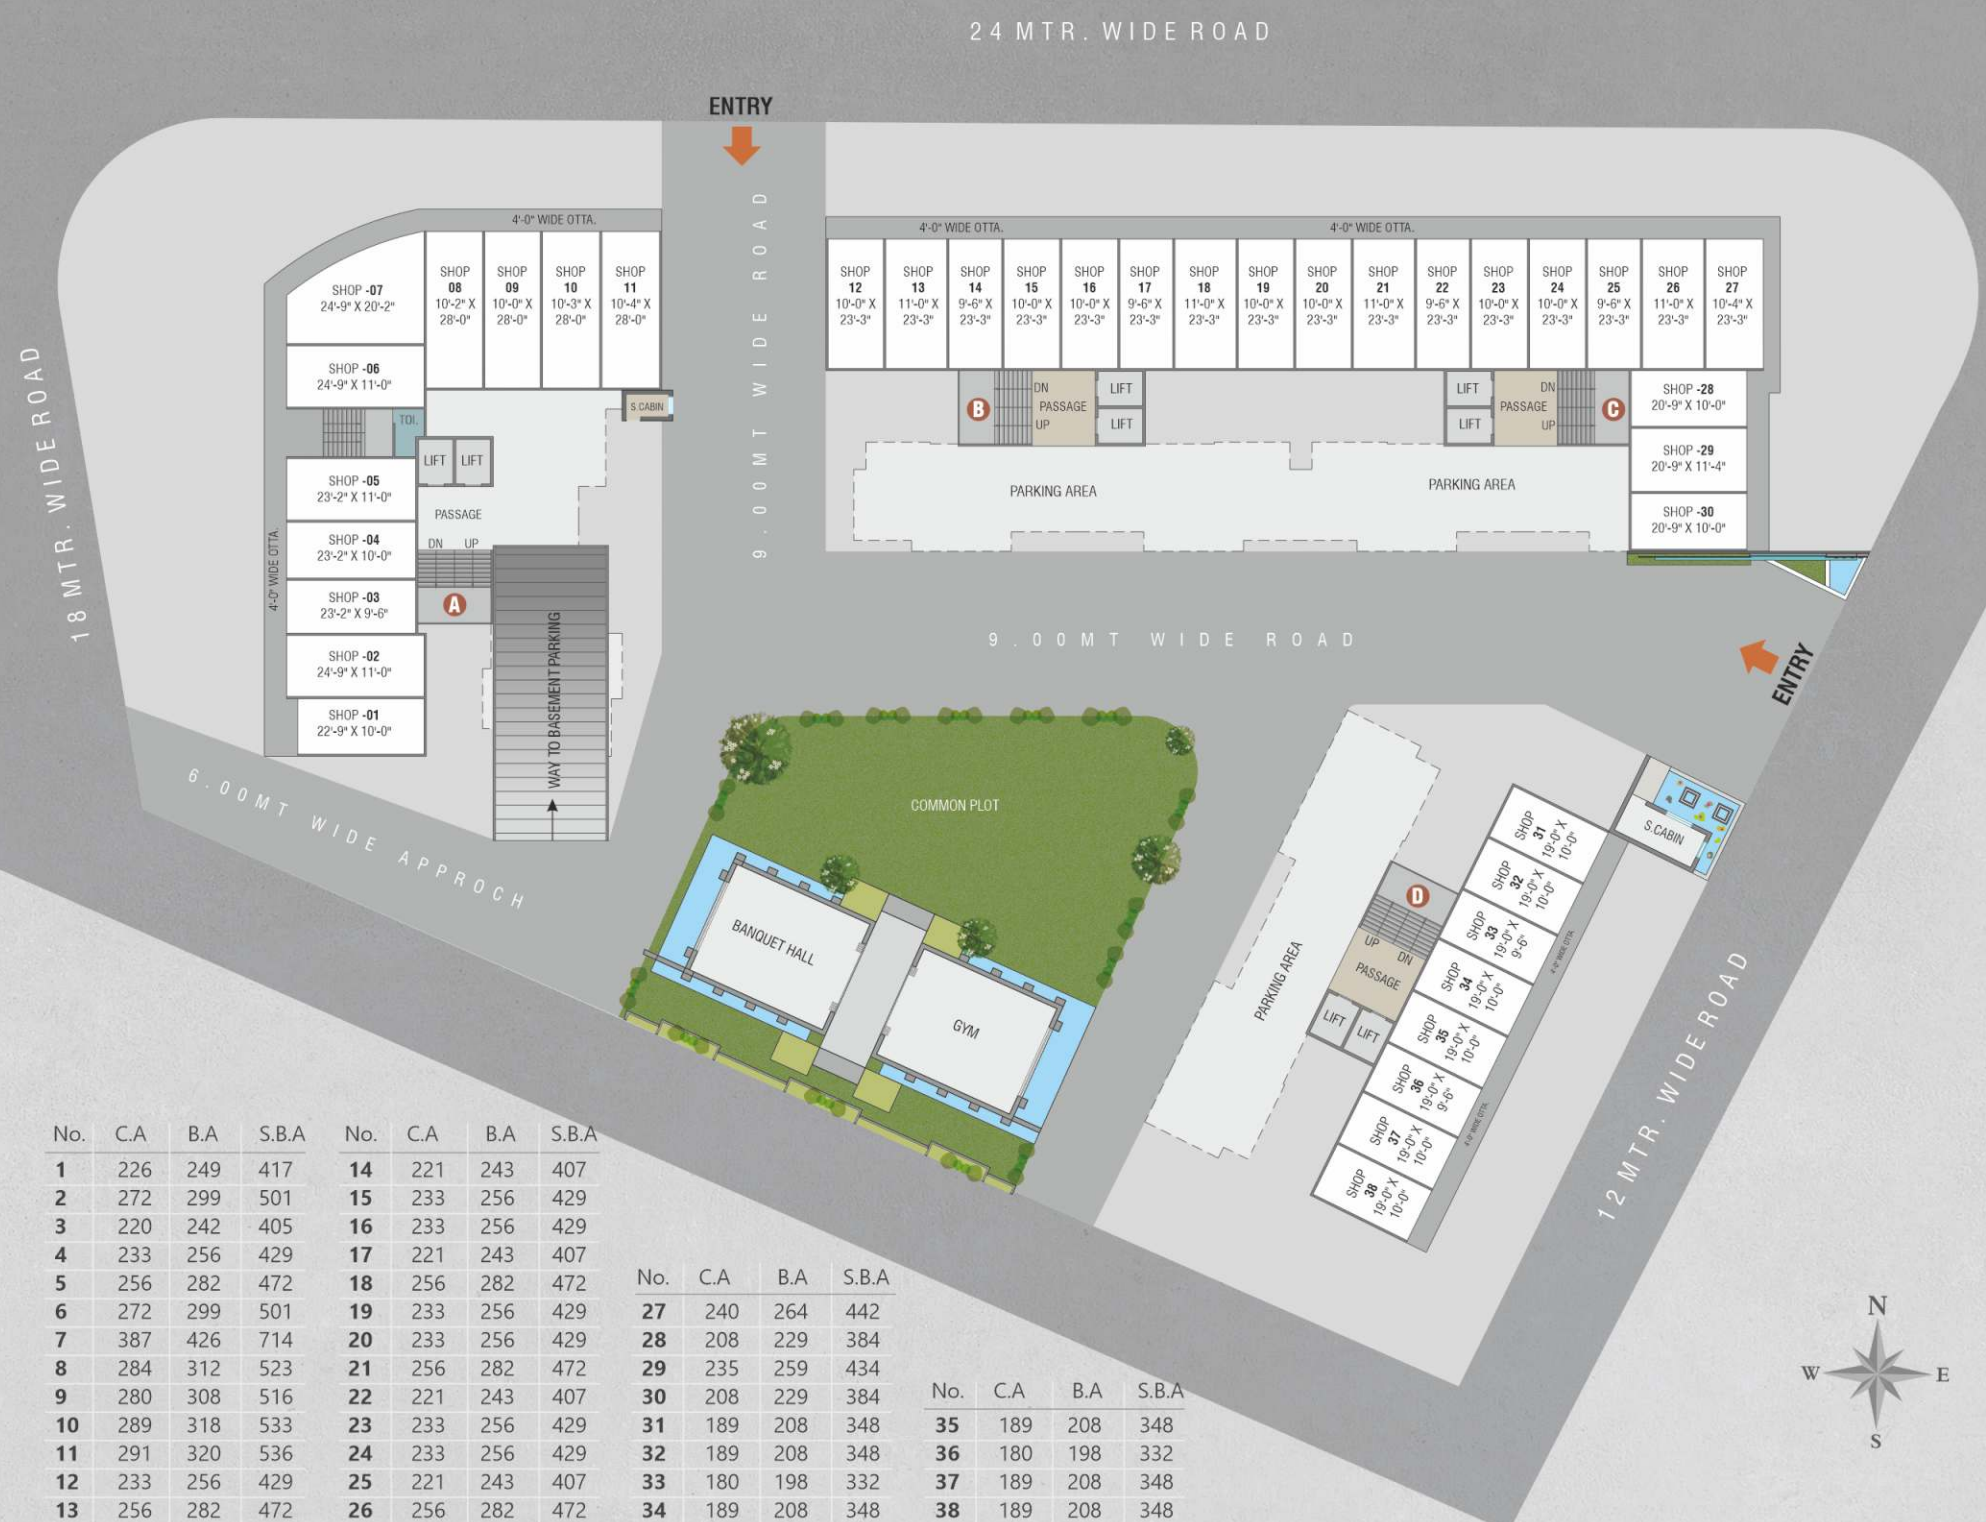 24 MTR. WIDE ROAD
ENTRY
4'-0" WIDE OTTA.
4'-0" WIDE OTTA.
4'-0" WIDE OTTA.
SHOP -07
24'-9" X 20'-2"
SHOP
08
10'-2" X
28'-0"
SHOP
09
10'-0" X
28'-0"
SHOP
10
10'-3" X
28'-0"
SHOP
11
10'-4" X
28'-0"
9.00MT WIDE ROAD
SHOP
12
10'-0" X
23'-3"
SHOP
13
11'-0" X
23'-3"
SHOP
14
9'-6" X
23'-3"
SHOP
15
10'-0" X
23'-3"
SHOP
16
10'-0" X
23'-3"
SHOP
17
9'-6" X
23'-3"
SHOP
18
11'-0" X
23'-3"
SHOP
19
10'-0" X
23'-3"
SHOP
20
10'-0" X
23'-3"
SHOP
21
11'-0" X
23'-3"
SHOP
22
9'-6" X
23'-3"
SHOP
23
10'-0" X
23'-3"
SHOP
24
10'-0" X
23'-3"
SHOP
25
9'-6" X
23'-3"
SHOP
26
11'-0" X
23'-3"
SHOP
27
10'-4" X
23'-3"
18 MTR. WIDE ROAD
SHOP -06
24'-9" X 11'-0"
TOI.
S.CABIN
LIFT
LIFT
SHOP -05
23'-2" X 11'-0"
PASSAGE
SHOP -04
23'-2" X 10'-0"
DN
UP
4'-0" WIDE OTTA.
SHOP -03
23'-2" X 9'-6"
A
SHOP -02
24'-9" X 11'-0"
SHOP -01
22'-9" X 10'-0"
WAY TO BASEMENT PARKING
B
DN
PASSAGE
UP
LIFT
LIFT
LIFT
LIFT
DN
PASSAGE
UP
C
SHOP -28
20'-9" X 10'-0"
SHOP -29
20'-9" X 11'-4"
SHOP -30
20'-9" X 10'-0"
PARKING AREA
PARKING AREA
9.00MT WIDE ROAD
ENTRY
6.00MT WIDE APPROCH
COMMON PLOT
BANQUET HALL
GYM
PARKING AREA
D
UP
DN
PASSAGE
LIFT
LIFT
S.CABIN
SHOP
31
19'-0" X
10'-0"
SHOP
32
19'-0" X
10'-0"
SHOP
33
19'-0" X
9'-6"
SHOP
34
19'-0" X
10'-0"
SHOP
35
19'-0" X
10'-0"
SHOP
36
19'-0" X
9'-6"
SHOP
37
19'-0" X
10'-0"
SHOP
38
19'-0" X
10'-0"
4'-0" WIDE OTTA.
4'-0" WIDE OTTA.
12 MTR. WIDE ROAD
No. C.A B.A S.B.A
1 226 249 417
2 272 299 501
3 220 242 405
4 233 256 429
5 256 282 472
6 272 299 501
7 387 426 714
8 284 312 523
9 280 308 516
10 289 318 533
11 291 320 536
12 233 256 429
13 256 282 472
No. C.A B.A S.B.A
14 221 243 407
15 233 256 429
16 233 256 429
17 221 243 407
18 256 282 472
19 233 256 429
20 233 256 429
21 256 282 472
22 221 243 407
23 233 256 429
24 233 256 429
25 221 243 407
26 256 282 472
No. C.A B.A S.B.A
27 240 264 442
28 208 229 384
29 235 259 434
30 208 229 384
31 189 208 348
32 189 208 348
33 180 198 332
34 189 208 348
No. C.A B.A S.B.A
35 189 208 348
36 180 198 332
37 189 208 348
38 189 208 348
N
W
E
S